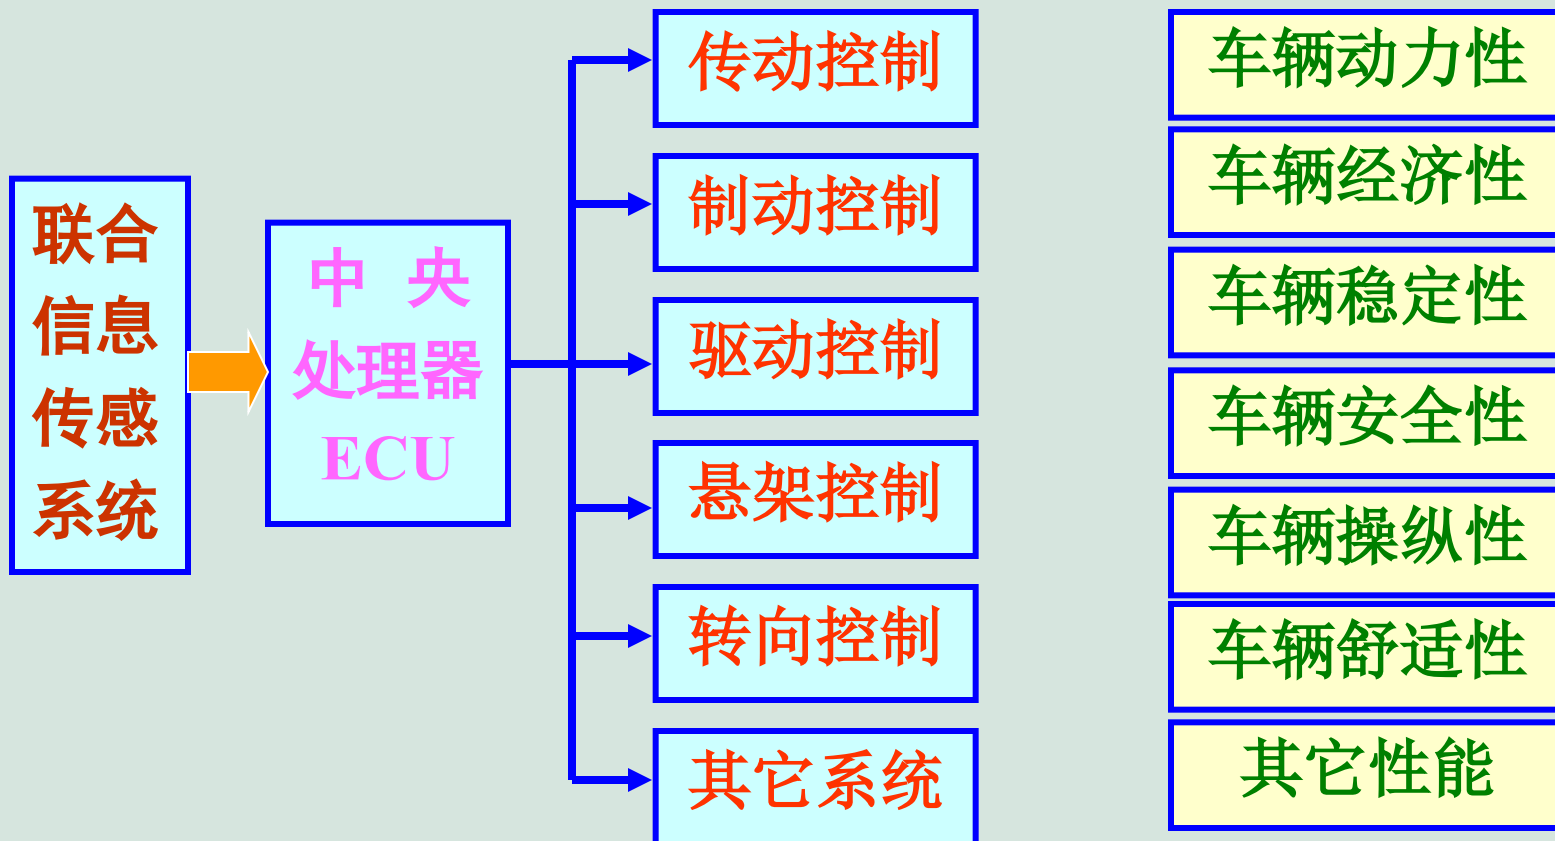 联合
信息
传感
系统
中 央
处理器
ECU
传动控制
制动控制
驱动控制
悬架控制
转向控制
其它系统
车辆动力性
车辆经济性
车辆稳定性
车辆安全性
车辆操纵性
车辆舒适性
其它性能